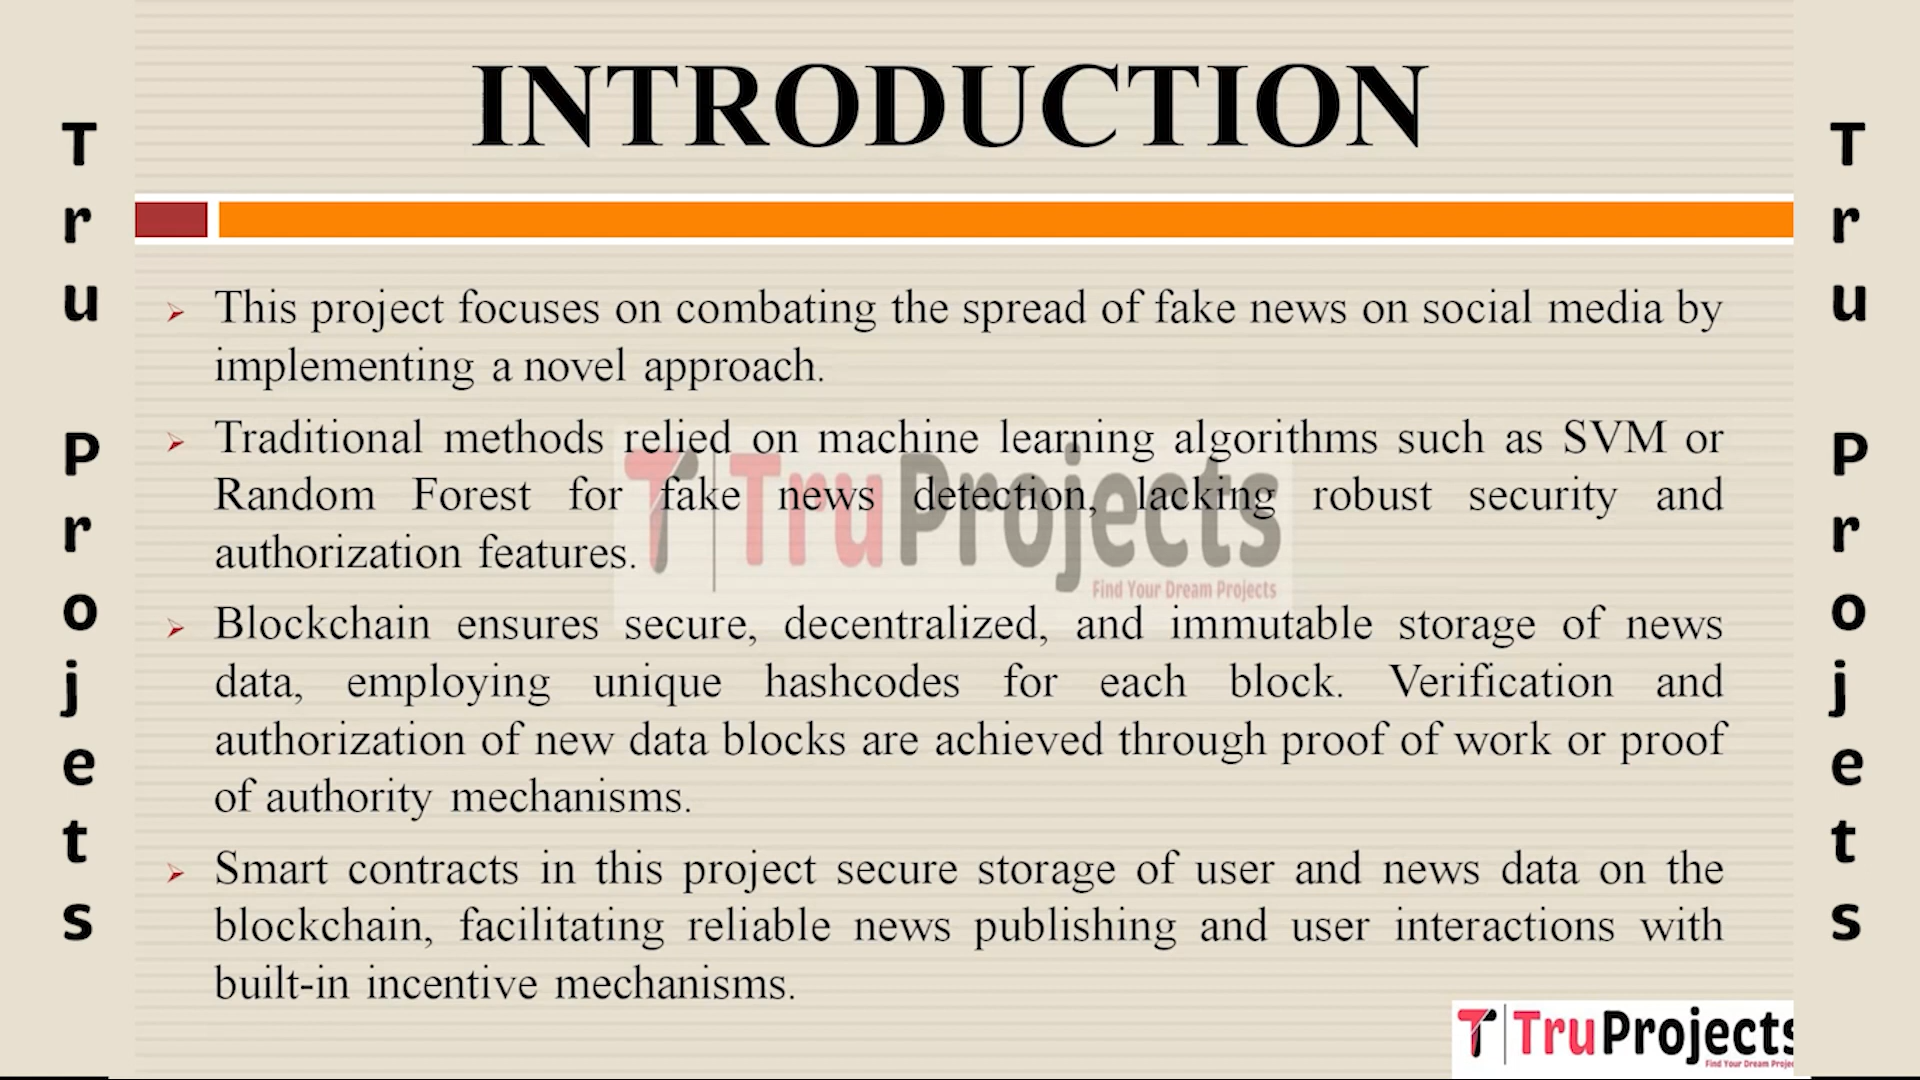 INTRODUCTION
This project focuses on combating the spread of fake news on social media by
implementing a novel approach.
Traditional methods relied on machine learning algorithms such as SVM or
Random Forest for fake news detection, lacking robust security and
authorization features.
Blockchain ensures secure, decentralized, and immutable storage of news
data, employing unique hashcodes for each block. Verification and
authorization of new data blocks are achieved through proof of work or proof
of authority mechanisms.
Smart contracts in this project secure storage of user and news data on the
blockchain, facilitating reliable news publishing and user interactions with
built-in incentive mechanisms.
Tru Projets
Tru Projets
TruProjects
Find Your Dream Projects
TruProjects
Find Your Dream Proje